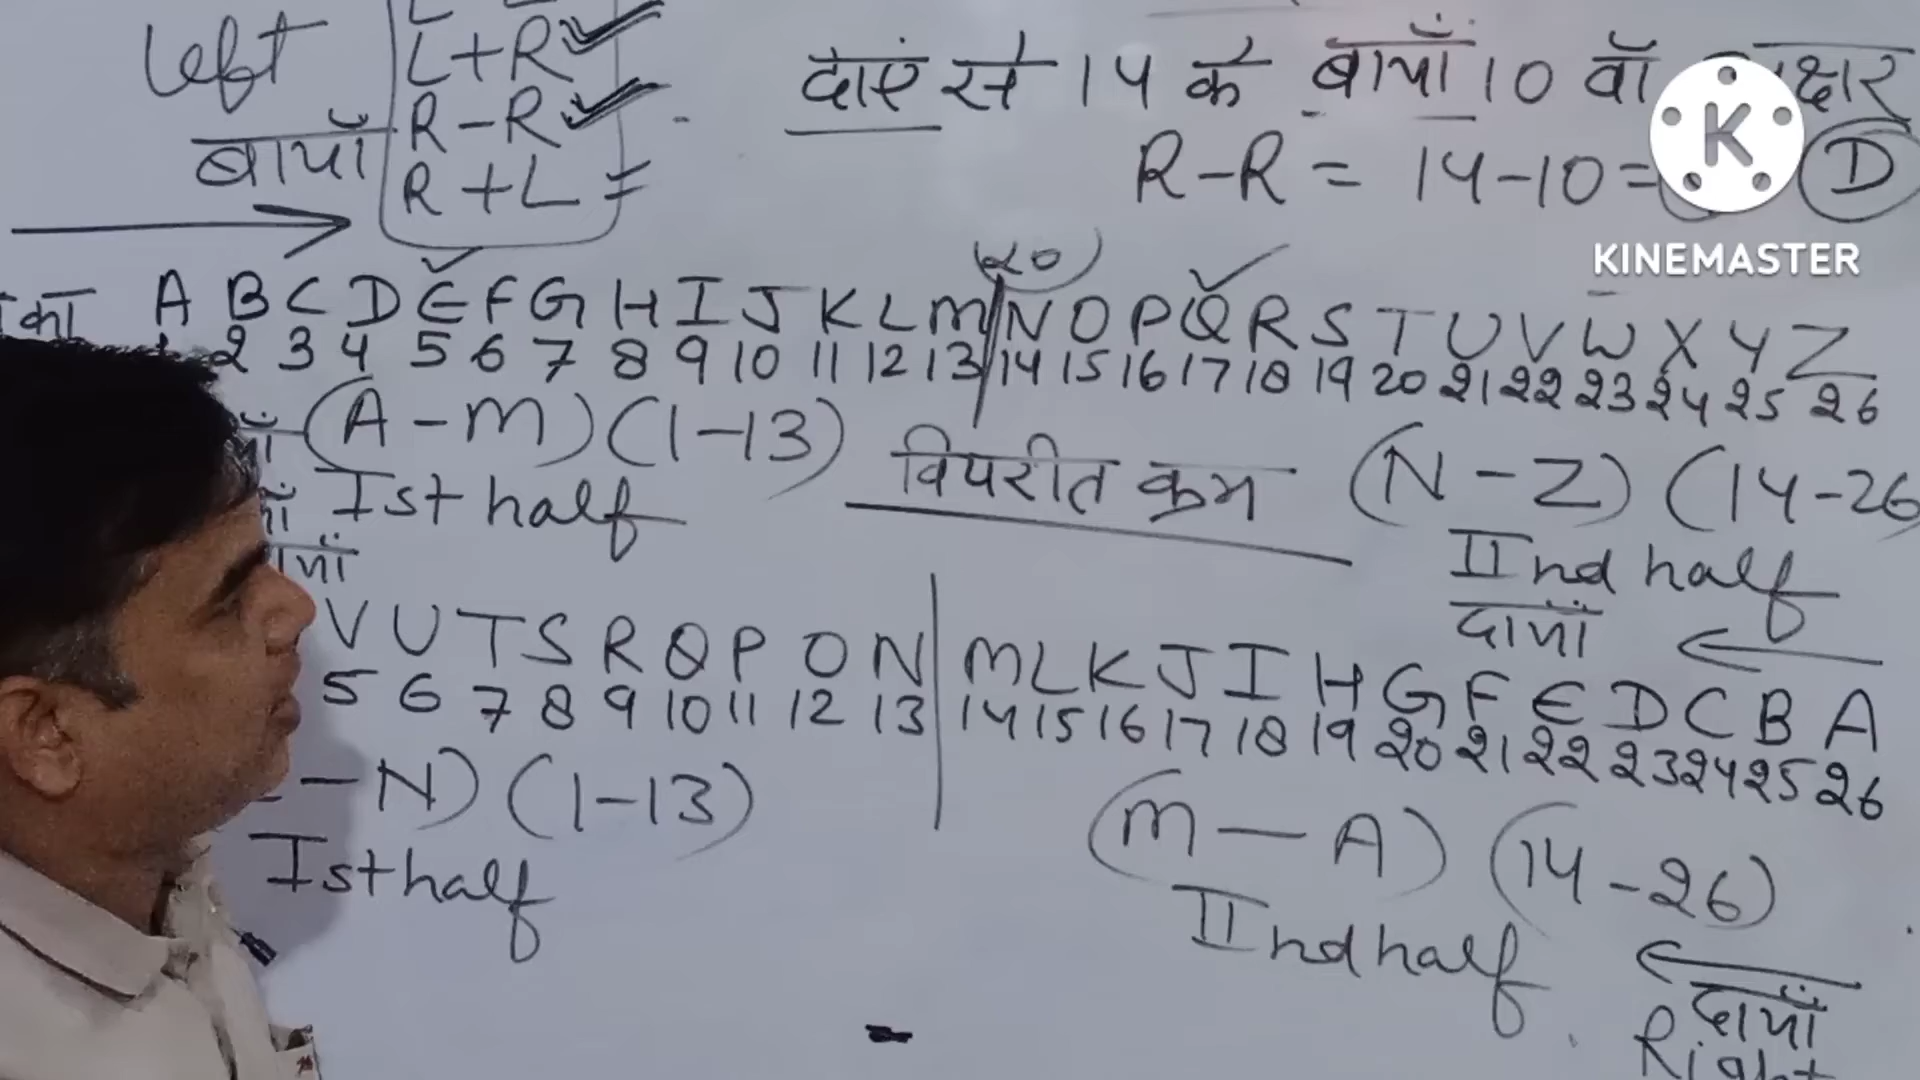 left
L+R
R-R
बायाँ
R+L=
दाएं से 14 के बायाँ 10 वाँ
R-R = 14-10= D
KINEMASTER
20
A B C D E F G H I J K L M N O P Q R S T U V W X Y Z
2 3 4 5 6 7 8 9 10 11 12 13 14 15 16 17 18 19 20 21 22 23 24 25 26
(A-M) (1-13)
विपरीत क्रम
(N-Z) (14-26
Ist half
IInd half
दायाँ
V U T S R Q P O N M L K J I H G F E D C B A
5 6 7 8 9 10 11 12 13 14 15 16 17 18 19 20 21 22 23 24 25 26
-N) (1-13)
(M-A) (14-26)
Ist half
IInd half
दायाँ
Right